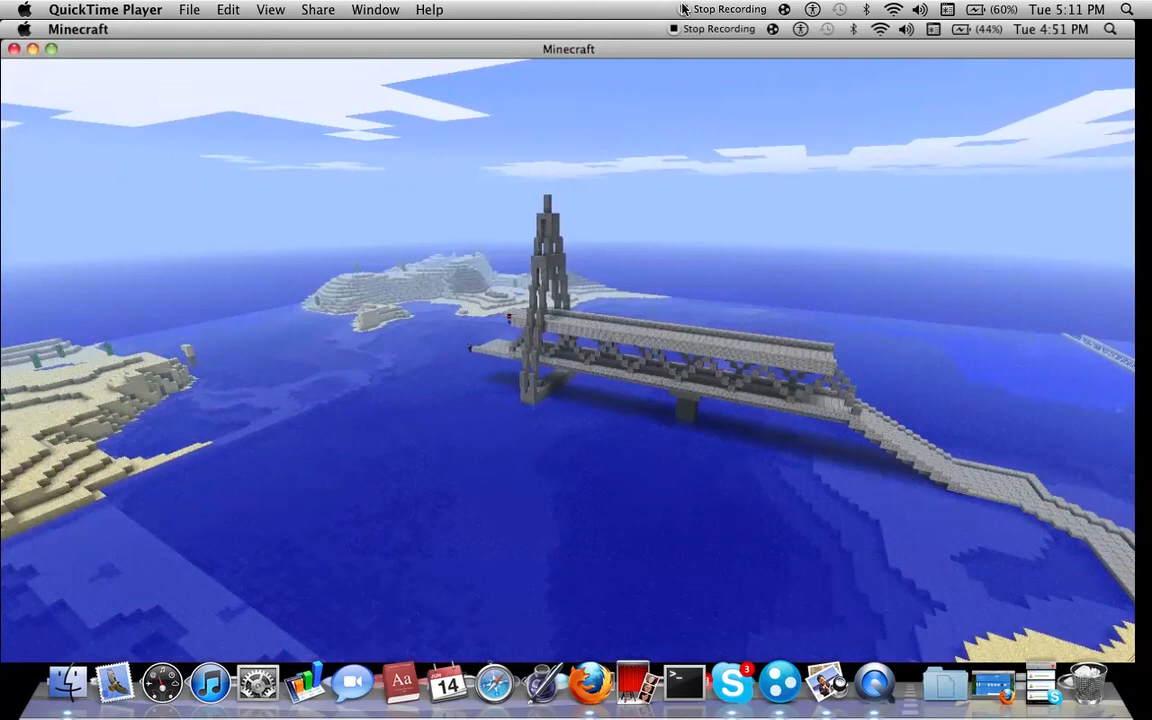 QuickTime Player File Edit View Share Window Help Stop Recording (60%) Tue 5:11 PM
Minecraft Stop Recording (44%) Tue 4:51 PM
Minecraft
Aa
JUN
14
>_
3